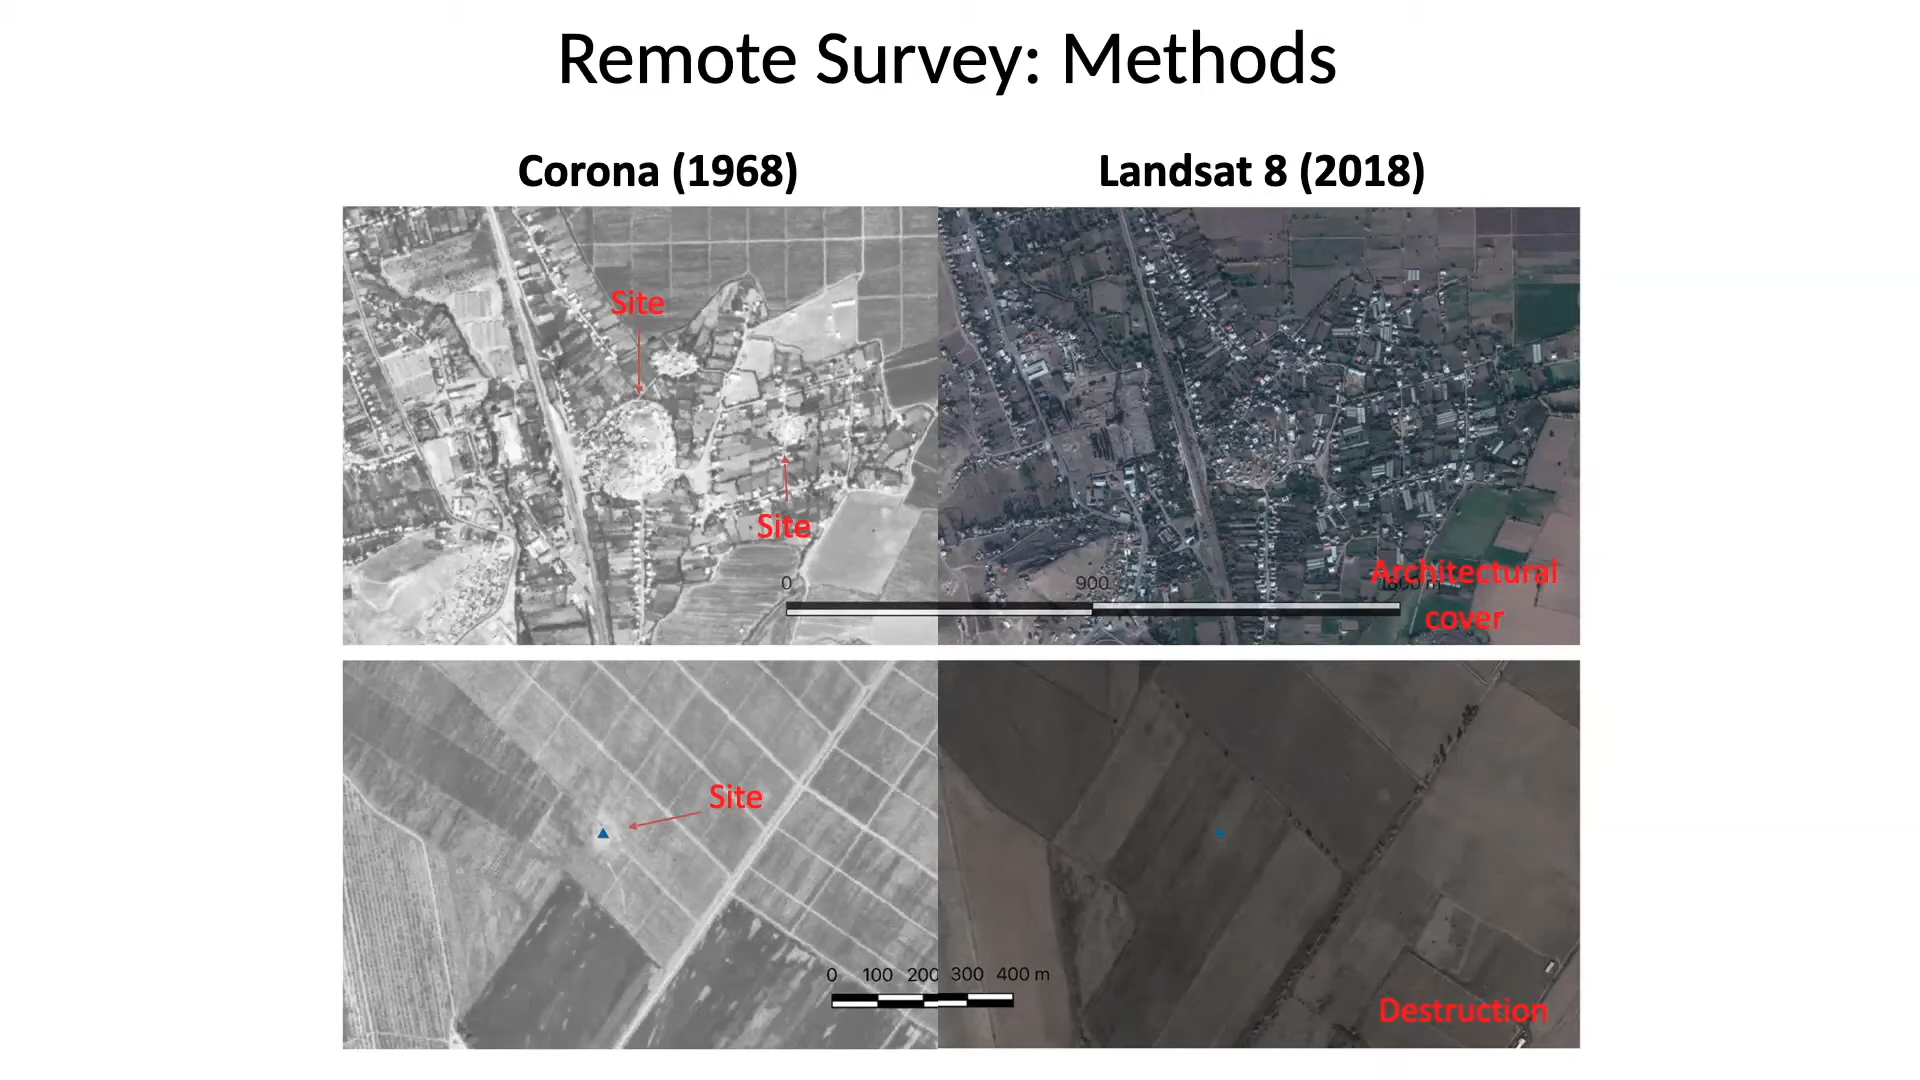 Remote Survey: Methods
Corona (1968)
Landsat 8 (2018)
Site
Site
0 900 1800 m
Architectural
cover
Site
0 100 200 300 400 m
Destruction